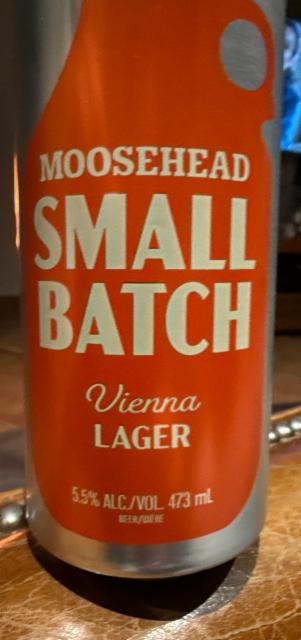 MOOSEHEAD
SMALL
BATCH
Vienna
LAGER
5.5% ALC./VOL. 473 mL
BEER/BIÈRE